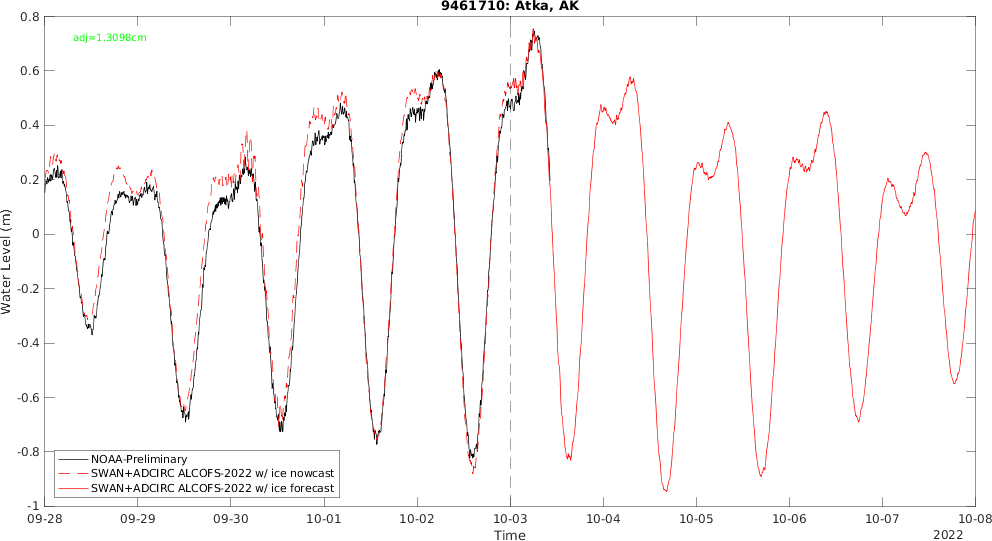 9461710: Atka, AK
adj=1.3098cm
Water Level (m)
0.8
0.6
0.4
0.2
0
-0.2
-0.4
-0.6
-0.8
-1
NOAA-Preliminary
SWAN+ADCIRC ALCOFS-2022 w/ ice nowcast
SWAN+ADCIRC ALCOFS-2022 w/ ice forecast
09-28 09-29 09-30 10-01 10-02 10-03 10-04 10-05 10-06 10-07 10-08
Time
2022